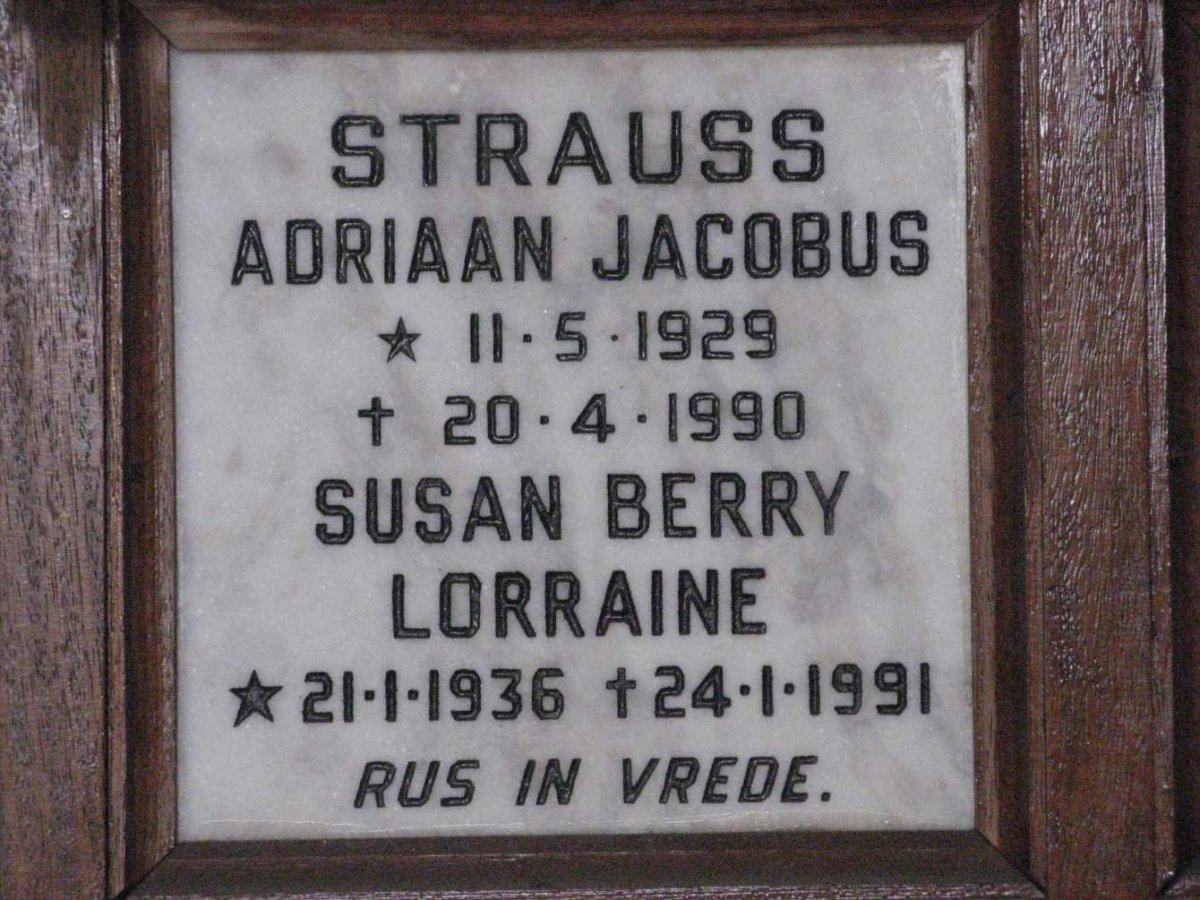 STRAUSS
ADRIAAN JACOBUS
★ 11·5·1929
† 20·4·1990
SUSAN BERRY
LORRAINE
★21·1·1936 †24·1·1991
RUS IN VREDE.